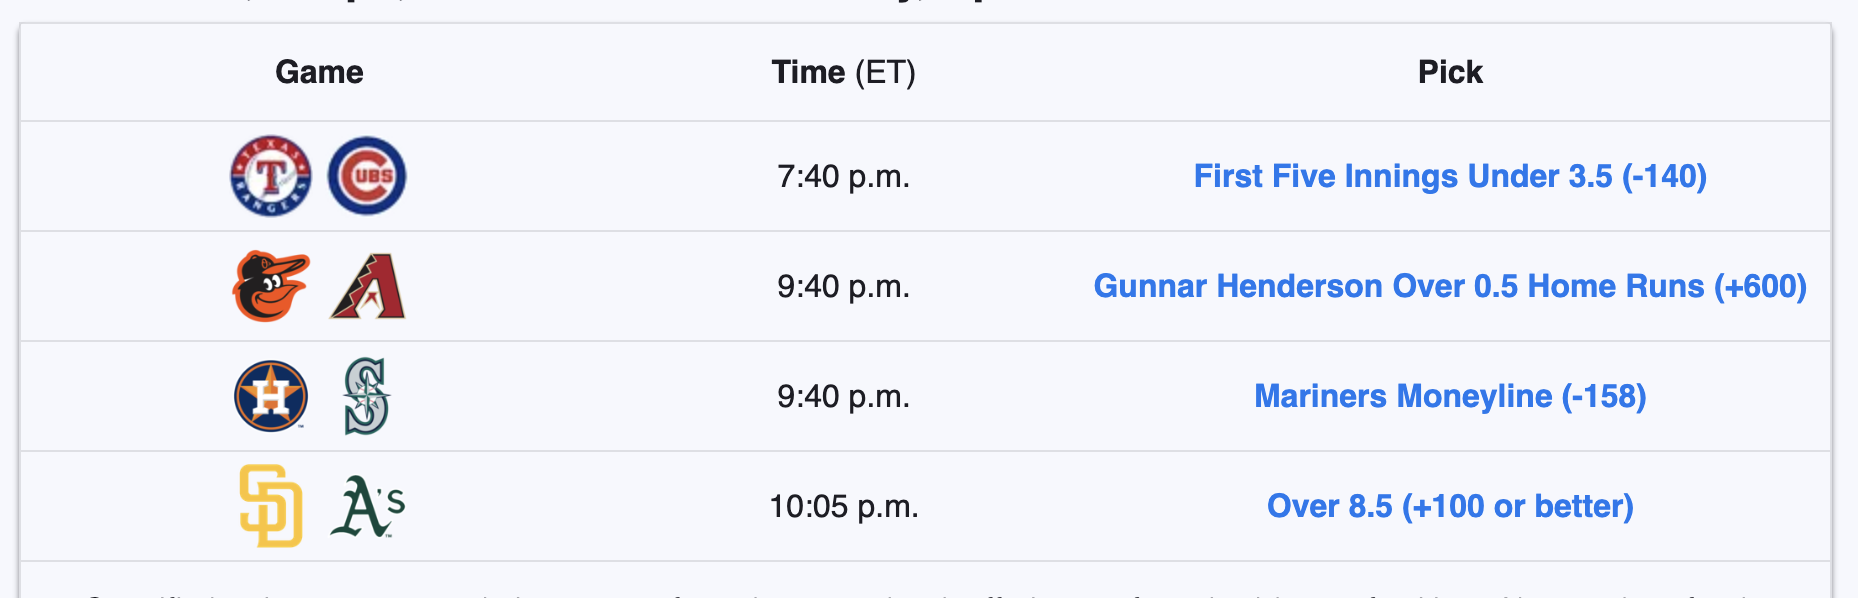 Game Time (ET) Pick
TEXAS T RANGERS CUBS 7:40 p.m. First Five Innings Under 3.5 (-140)
A 9:40 p.m. Gunnar Henderson Over 0.5 Home Runs (+600)
H S 9:40 p.m. Mariners Moneyline (-158)
SD A's 10:05 p.m. Over 8.5 (+100 or better)